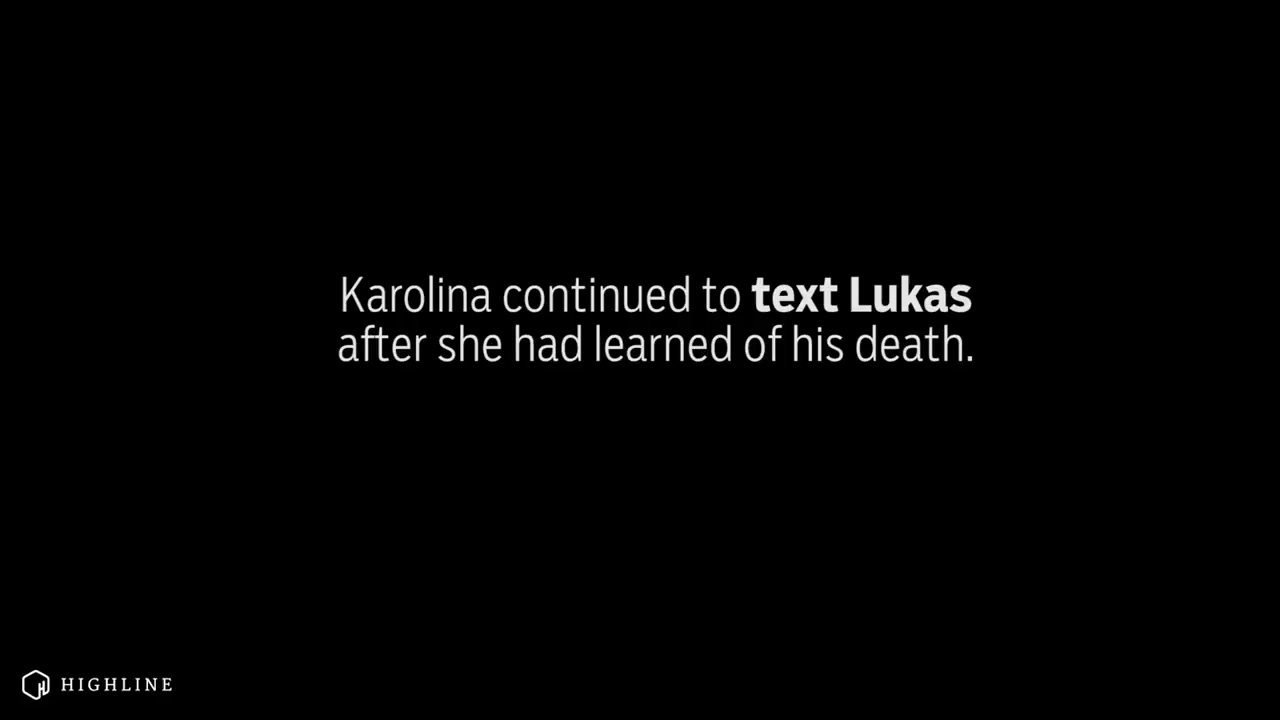 Karolina continued to text Lukas
after she had learned of his death.
HIGHLINE